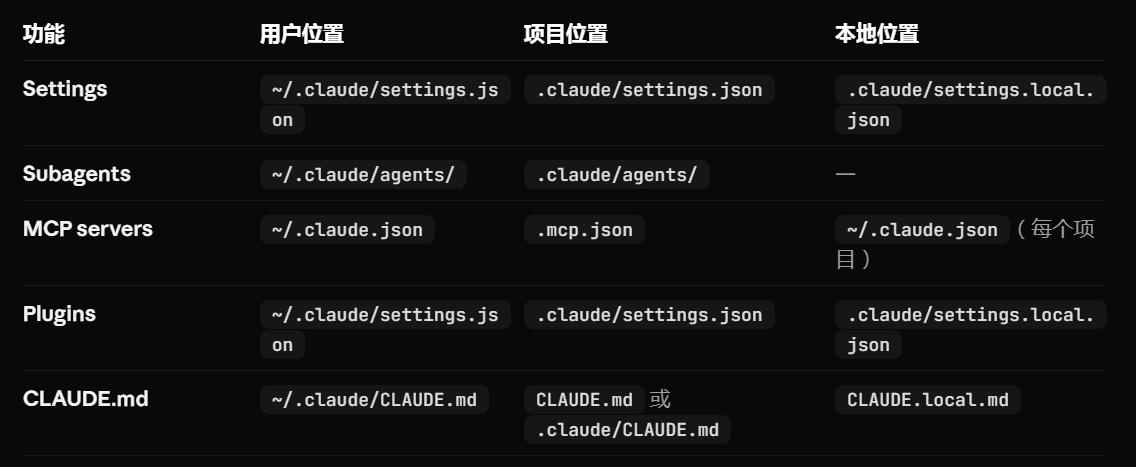 功能 用户位置 项目位置 本地位置
Settings ~/.claude/settings.js .claude/settings.json .claude/settings.local.
on json
Subagents ~/.claude/agents/ .claude/agents/ —
MCP servers ~/.claude.json .mcp.json ~/.claude.json（每个项
目）
Plugins ~/.claude/settings.js .claude/settings.json .claude/settings.local.
on json
CLAUDE.md ~/.claude/CLAUDE.md CLAUDE.md 或 CLAUDE.local.md
.claude/CLAUDE.md